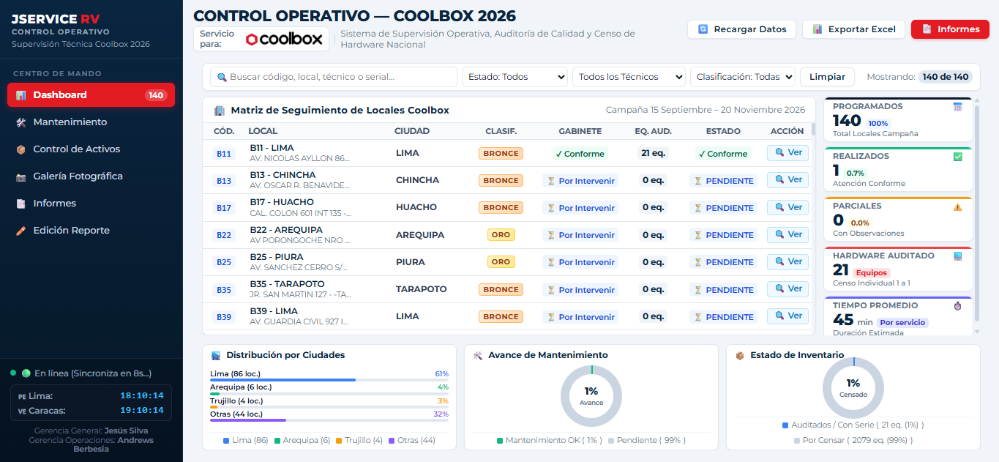 JSERVICE RV
CONTROL OPERATIVO
Supervisión Técnica Coolbox 2026
CENTRO DE MANDO
Dashboard 140
Mantenimiento
Control de Activos
Galería Fotográfica
Informes
Edición Reporte
En línea (Sincroniza en 8s...)
PE Lima: 18:10:14
VE Caracas: 19:10:14
Gerencia General: Jesús Silva
Gerencia Operaciones: Andrews
Berbesia
CONTROL OPERATIVO — COOLBOX 2026
Servicio
para:
coolbox
Sistema de Supervisión Operativa, Auditoría de Calidad y Censo de
Hardware Nacional
Recargar Datos
Exportar Excel
Informes
Buscar código, local, técnico o serial...
Estado: Todos
Todos los Técnicos
Clasificación: Todas
Limpiar
Mostrando: 140 de 140
Matriz de Seguimiento de Locales Coolbox
Campaña 15 Septiembre – 20 Noviembre 2026
CÓD. LOCAL CIUDAD CLASIF. GABINETE EQ. AUD. ESTADO ACCIÓN
B11 B11 - LIMA LIMA BRONCE ✓ Conforme 21 eq. ✓ Conforme Ver
AV. NICOLAS AYLLON 86...
B13 B13 - CHINCHA CHINCHA BRONCE Por Intervenir 0 eq. PENDIENTE Ver
AV. OSCAR R. BENAVIDE...
B17 B17 - HUACHO HUACHO BRONCE Por Intervenir 0 eq. PENDIENTE Ver
CAL. COLON 601 INT 135 -...
B22 B22 - AREQUIPA AREQUIPA ORO Por Intervenir 0 eq. PENDIENTE Ver
AV PORONGOCHE NRO ...
B25 B25 - PIURA PIURA ORO Por Intervenir 0 eq. PENDIENTE Ver
AV. SANCHEZ CERRO S/...
B35 B35 - TARAPOTO TARAPOTO BRONCE Por Intervenir 0 eq. PENDIENTE Ver
JR. SAN MARTIN 127 - -TA...
B39 B39 - LIMA LIMA BRONCE Por Intervenir 0 eq. PENDIENTE Ver
AV. GUARDIA CIVIL 927 I...
PROGRAMADOS
140 100%
Total Locales Campaña
REALIZADOS
1 0.7%
Atención Conforme
PARCIALES
0 0.0%
Con Observaciones
HARDWARE AUDITADO
21 Equipos
Censo Individual 1 a 1
TIEMPO PROMEDIO
45 min Por servicio
Duración Estimada
Distribución por Ciudades
Lima (86 loc.) 61%
Arequipa (6 loc.) 4%
Trujillo (4 loc.) 3%
Otras (44 loc.) 32%
Lima (86) Arequipa (6) Trujillo (4) Otras (44)
Avance de Mantenimiento
1%
Avance
Mantenimiento OK ( 1% ) Pendiente ( 99% )
Estado de Inventario
1%
Censado
Auditados / Con Serie ( 21 eq. (1%) )
Por Censar ( 2079 eq. (99%) )